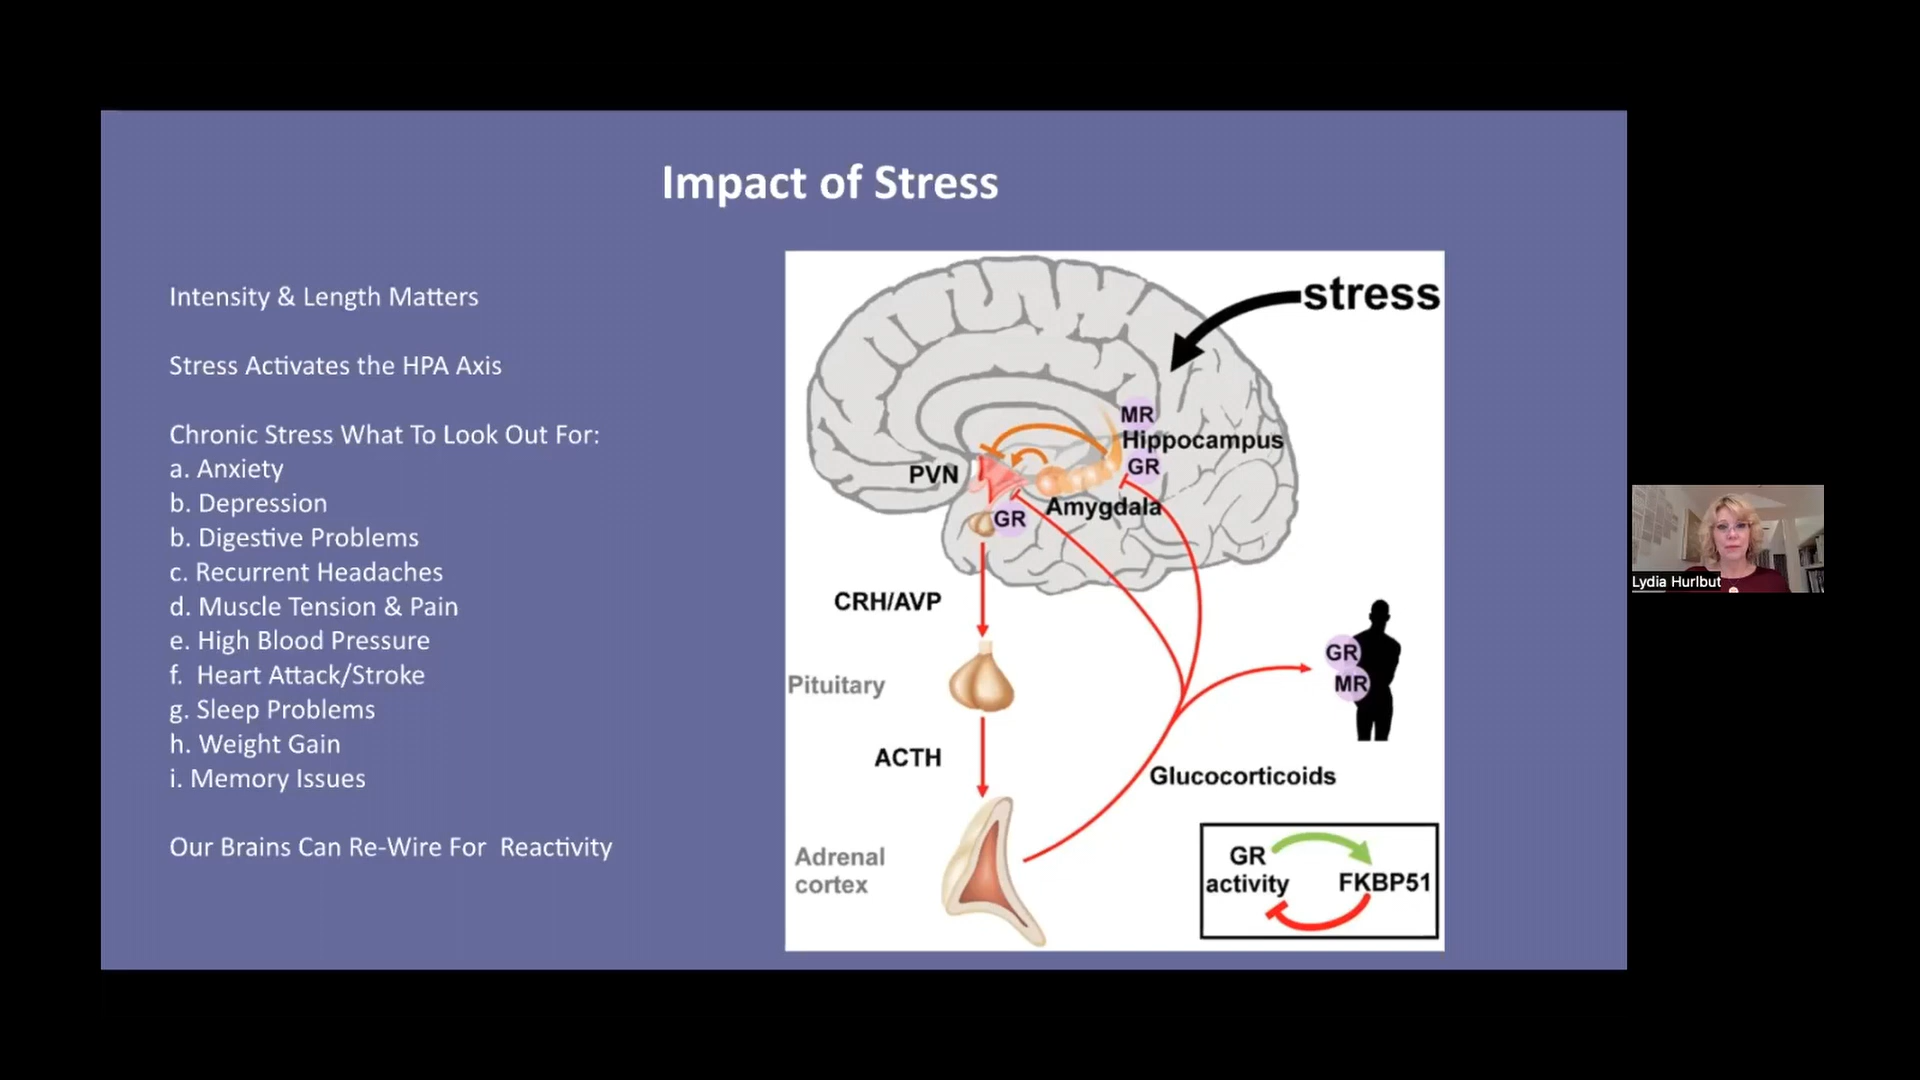 Impact of Stress
Intensity & Length Matters
Stress Activates the HPA Axis
Chronic Stress What To Look Out For:
a. Anxiety
b. Depression
b. Digestive Problems
c. Recurrent Headaches
d. Muscle Tension & Pain
e. High Blood Pressure
f. Heart Attack/Stroke
g. Sleep Problems
h. Weight Gain
i. Memory Issues
Our Brains Can Re-Wire For Reactivity
stress
MR
Hippocampus
GR
PVN
Amygdala
GR
CRH/AVP
Pituitary
ACTH
Adrenal
cortex
Glucocorticoids
GR
MR
GR
activity
FKBP51
Lydia Hurlbut